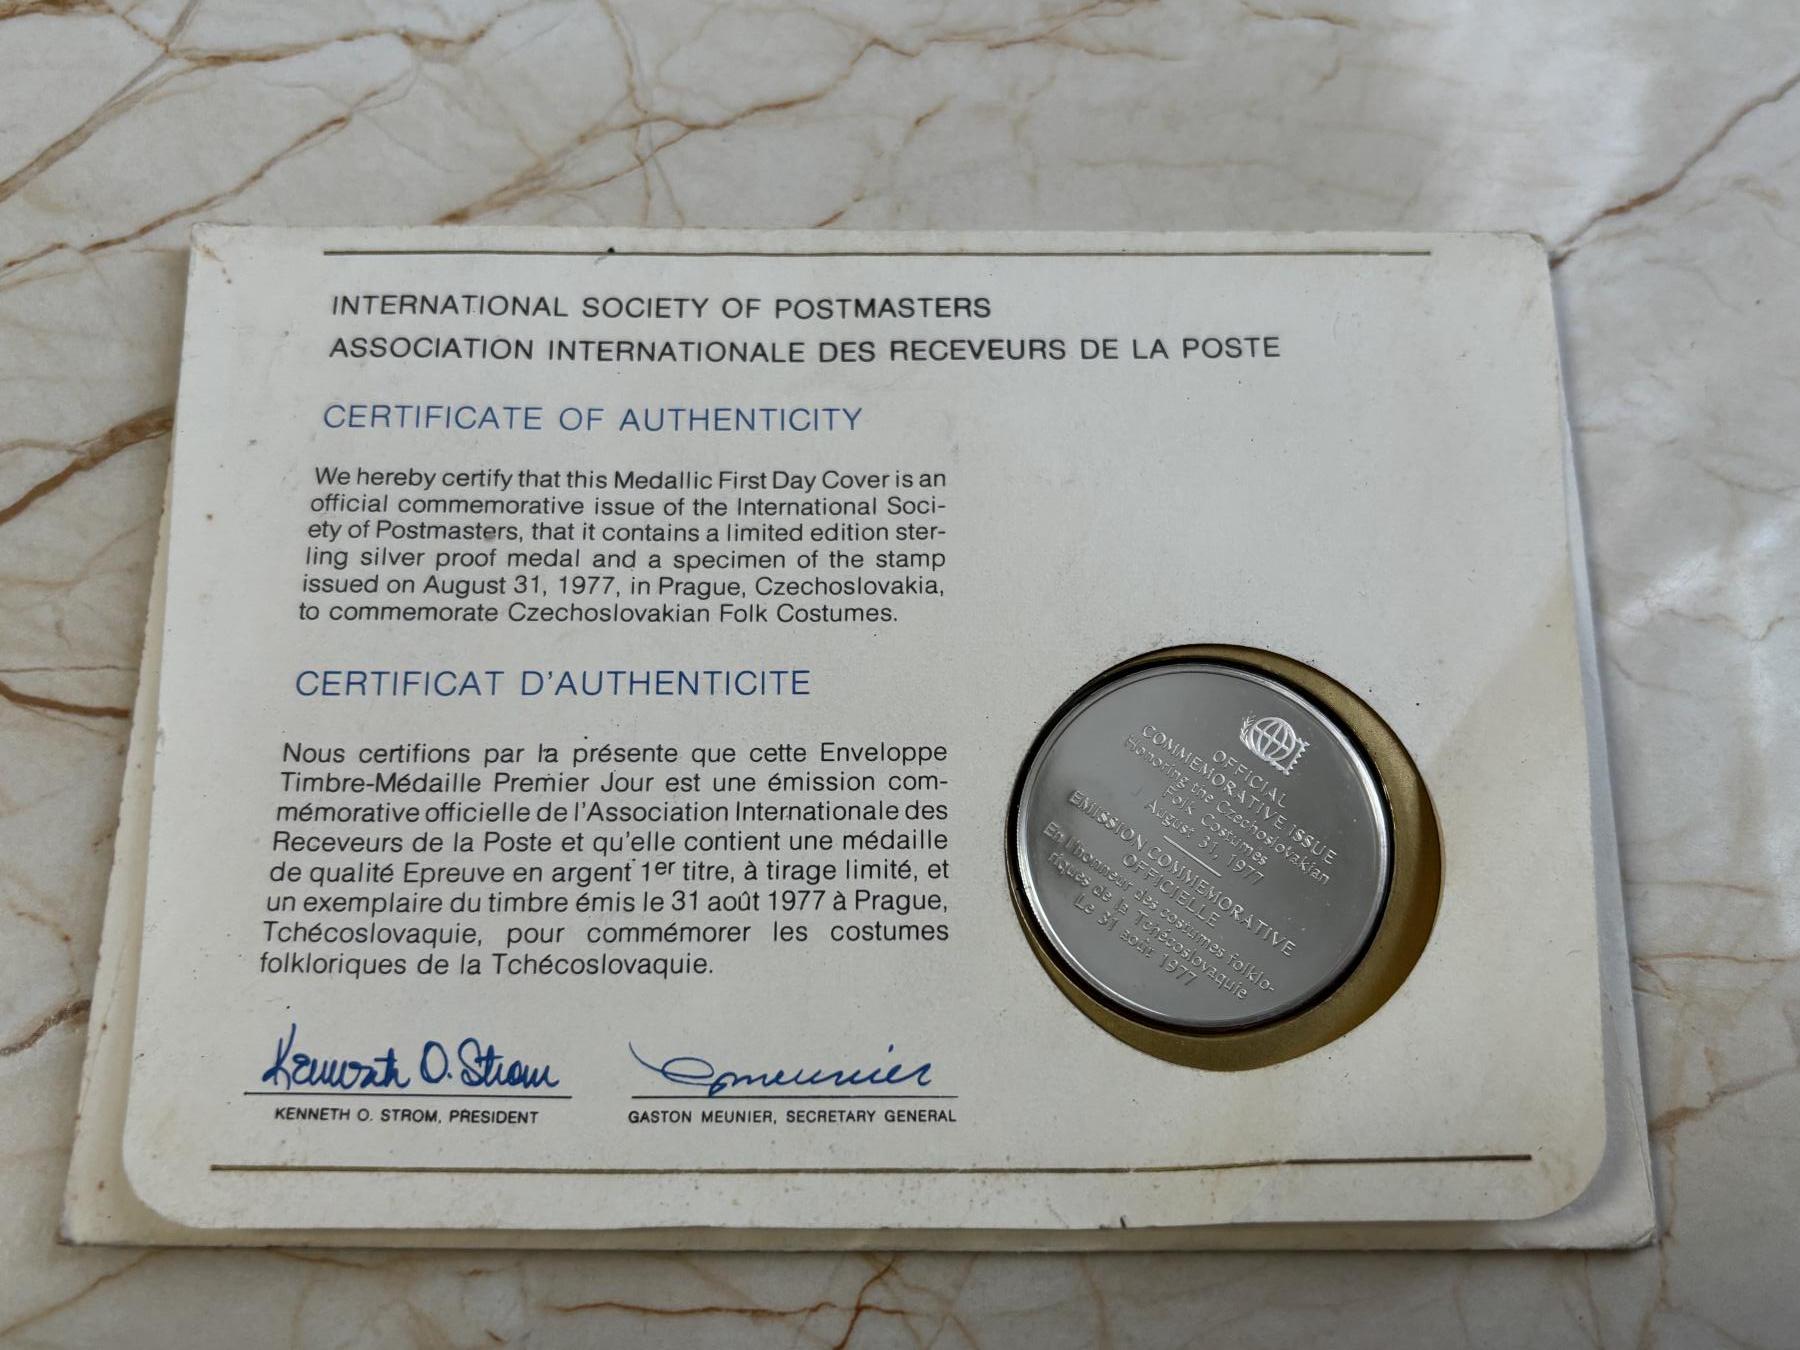 INTERNATIONAL SOCIETY OF POSTMASTERS
ASSOCIATION INTERNATIONALE DES RECEVEURS DE LA POSTE
CERTIFICATE OF AUTHENTICITY
We hereby certify that this Medallic First Day Cover is an
official commemorative issue of the International Soci-
ety of Postmasters, that it contains a limited edition ster-
ling silver proof medal and a specimen of the stamp
issued on August 31, 1977, in Prague, Czechoslovakia,
to commemorate Czechoslovakian Folk Costumes.
CERTIFICAT D'AUTHENTICITE
Nous certifions par la présente que cette Enveloppe
Timbre-Médaille Premier Jour est une émission com-
mémorative officielle de l'Association Internationale des
Receveurs de la Poste et qu'elle contient une médaille
de qualité Epreuve en argent 1er titre, à tirage limité, et
un exemplaire du timbre émis le 31 août 1977 à Prague,
Tchécoslovaquie, pour commémorer les costumes
folkloriques de la Tchécoslovaquie.
Kenneth O. Strom
GMeunier
KENNETH O. STROM, PRESIDENT
GASTON MEUNIER, SECRETARY GENERAL
OFFICIAL
COMMEMORATIVE ISSUE
Honoring the Czechoslovakian
Folk Costumes
August 31, 1977
EMISSION COMMEMORATIVE
OFFICIELLE
En l'honneur des costumes folklo-
riques de la Tchécoslovaquie
Le 31 août 1977